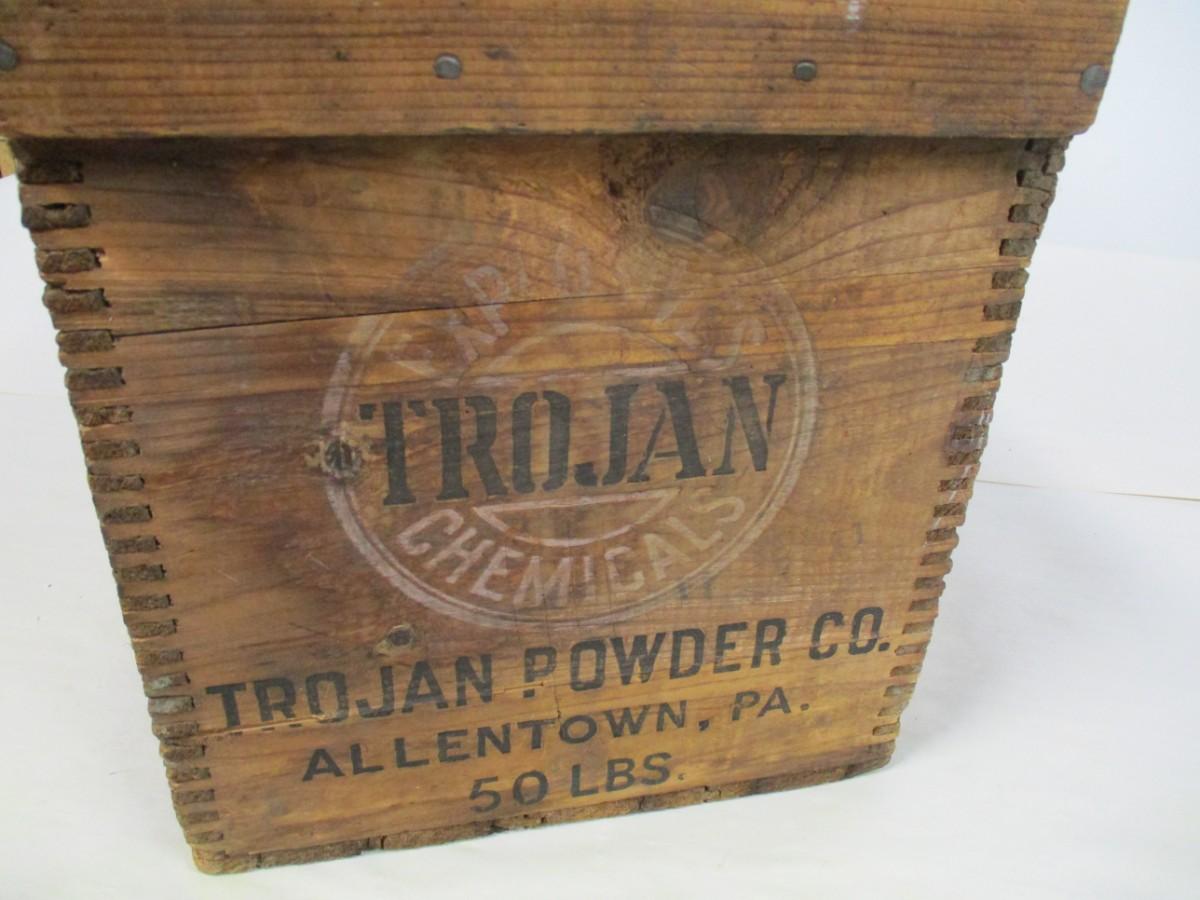 EXPLOSIVES
TROJAN
CHEMICALS
TROJAN POWDER CO.
ALLENTOWN, PA.
50 LBS.